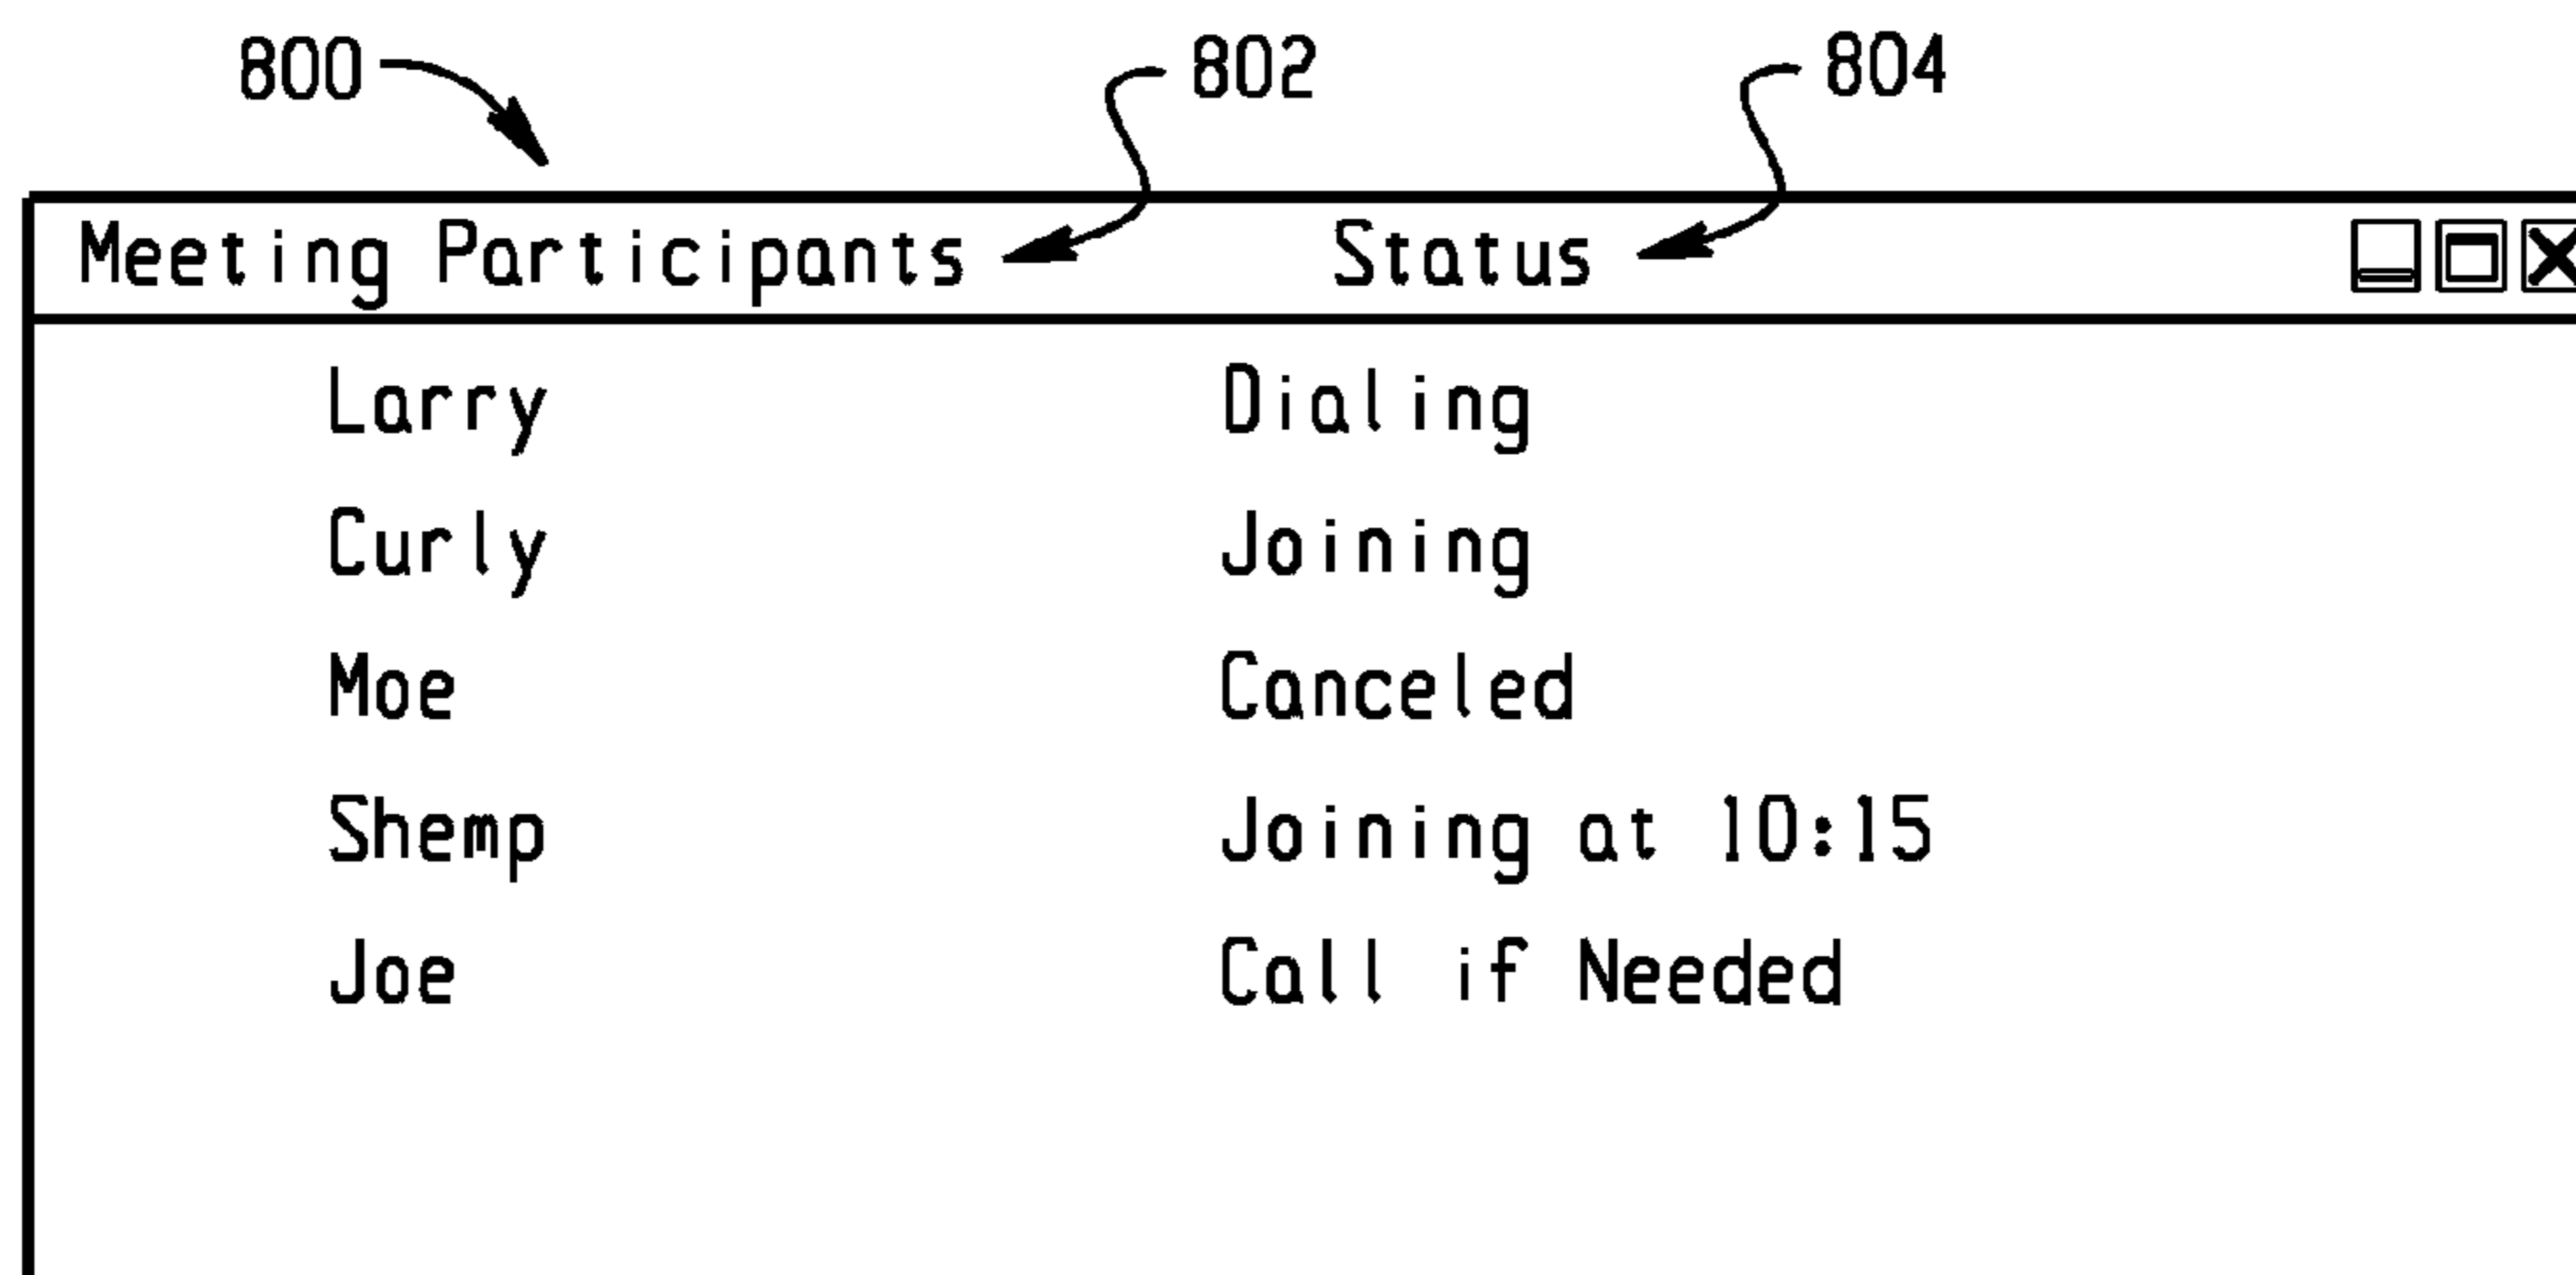 800 802 804
Meeting Participants Status
Larry Dialing
Curly Joining
Moe Canceled
Shemp Joining at 10:15
Joe Call if Needed